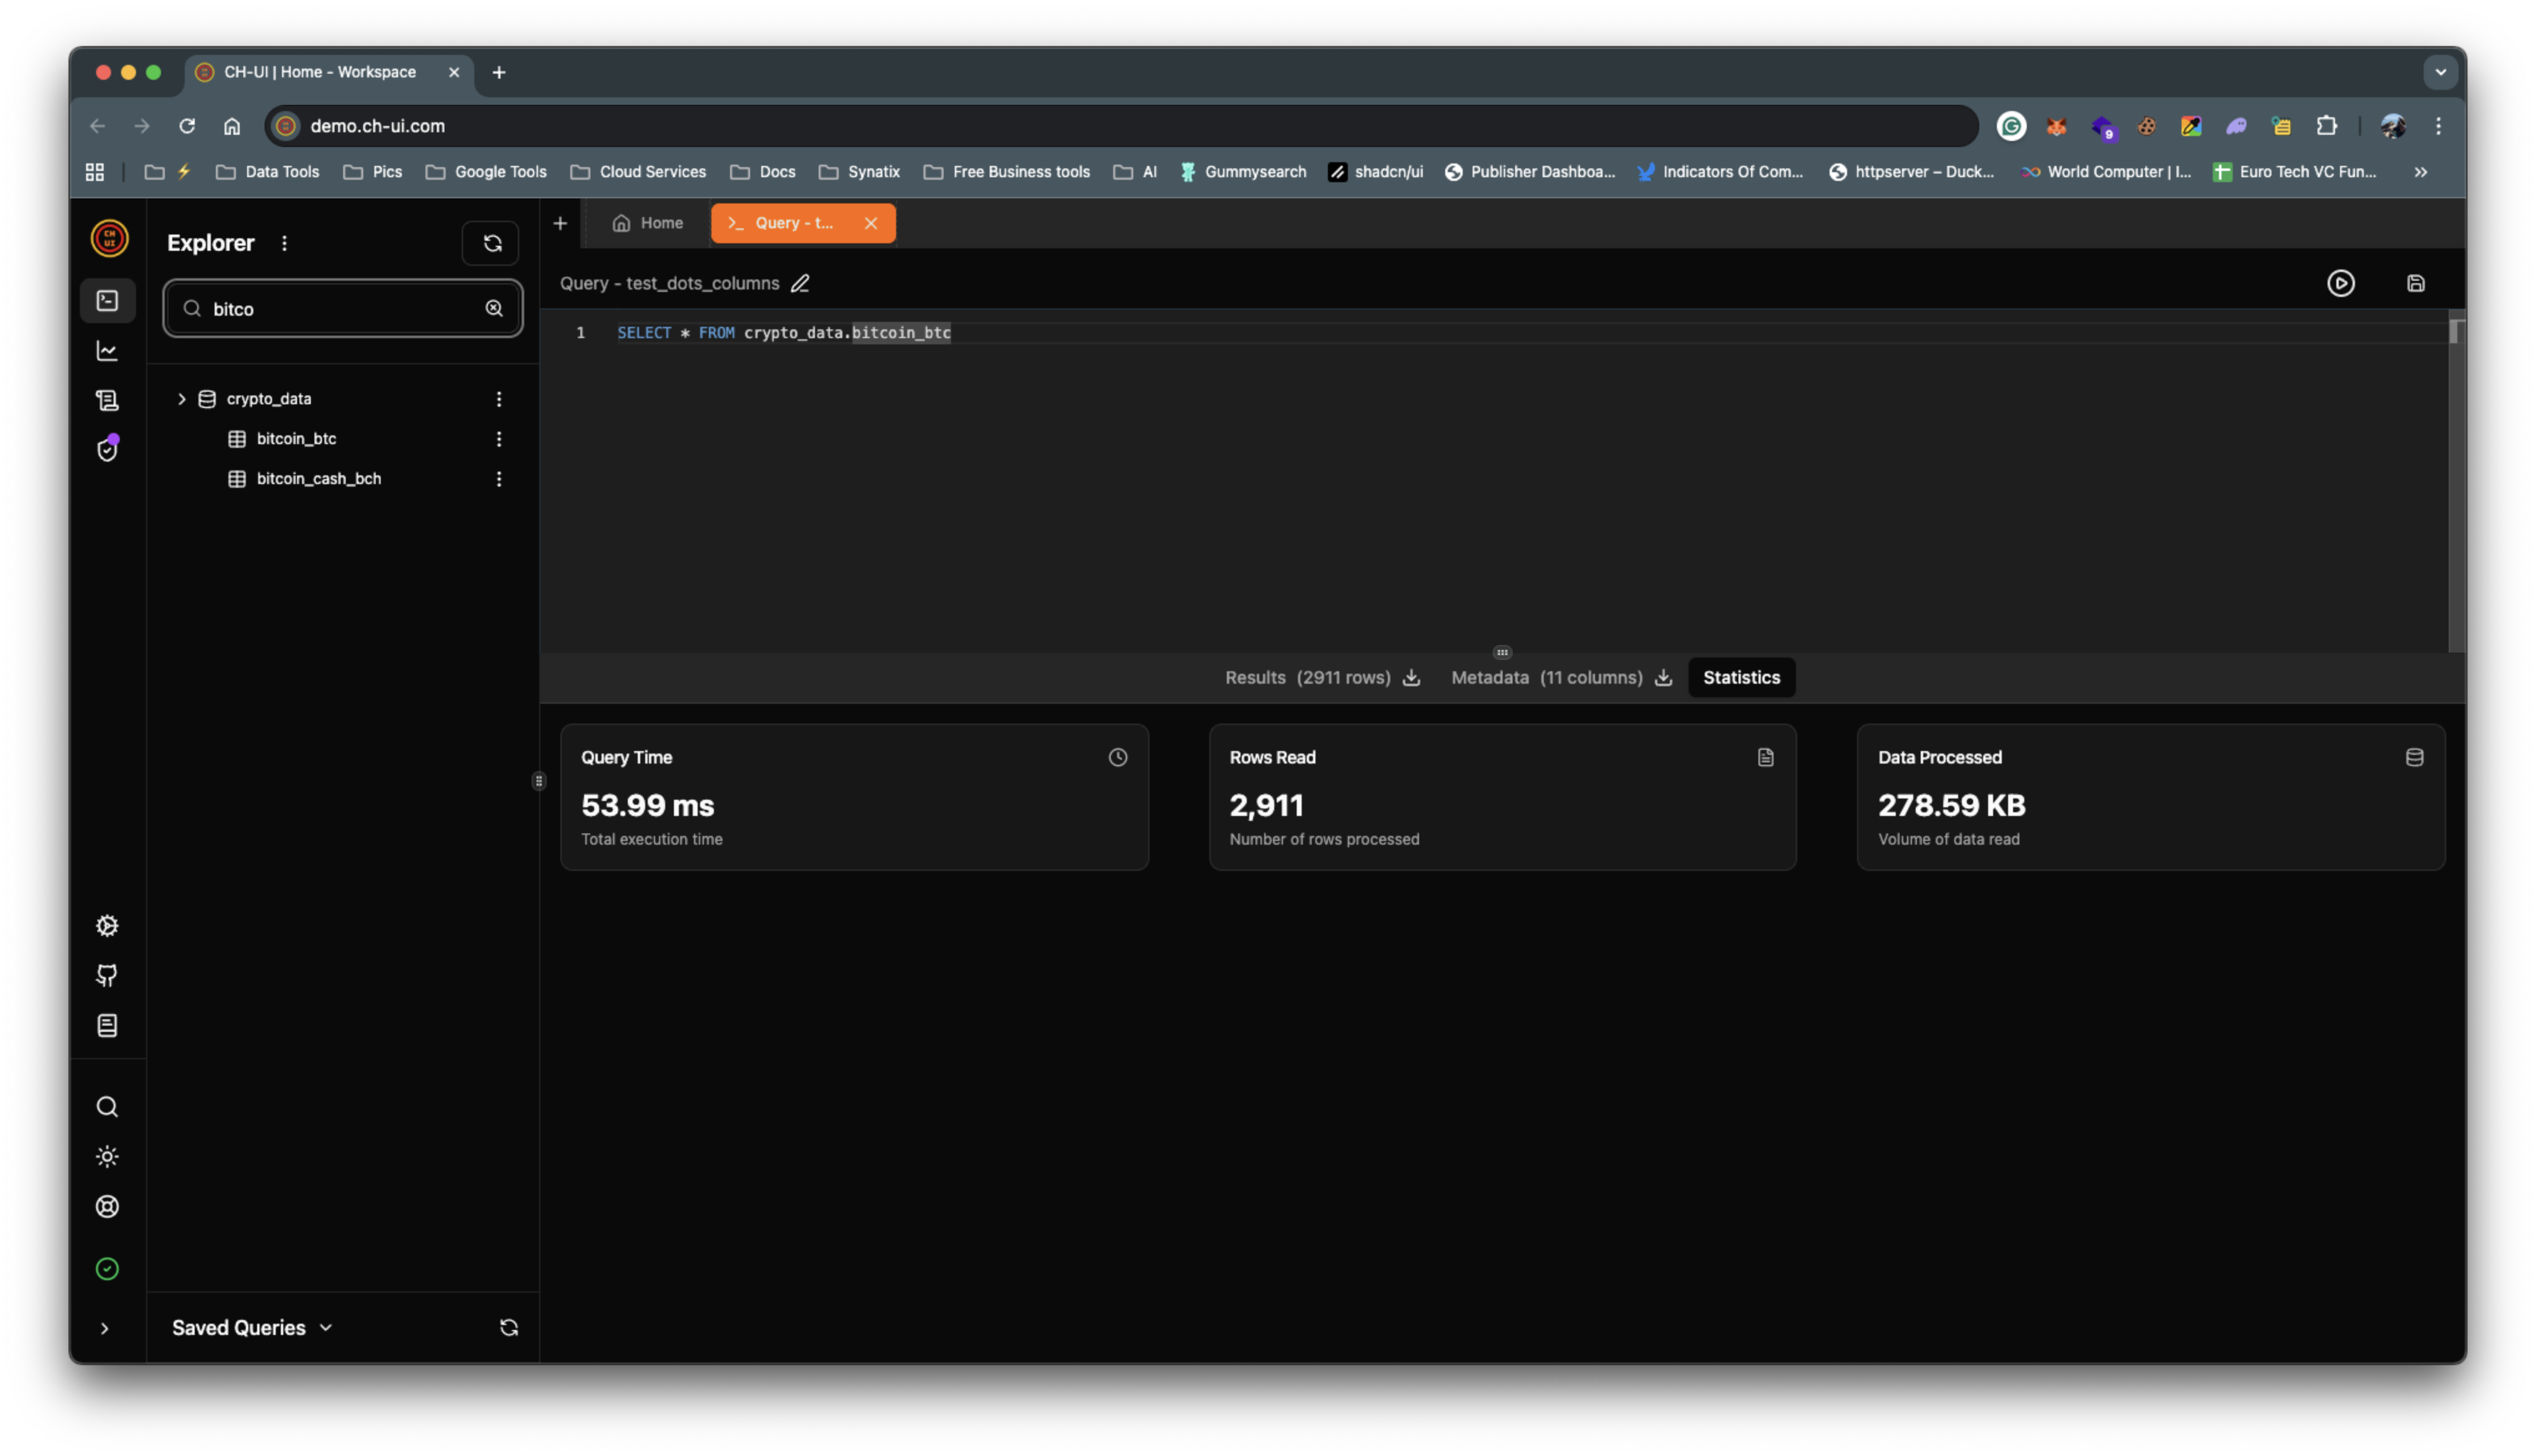 CH-UI | Home - Workspace
demo.ch-ui.com
9
Data Tools Pics Google Tools Cloud Services Docs Synatix Free Business tools AI Gummysearch shadcn/ui Publisher Dashboa... Indicators Of Com... httpserver – Duck... World Computer | I... Euro Tech VC Fun...
CH
UI
Explorer
bitco
crypto_data
bitcoin_btc
bitcoin_cash_bch
Saved Queries
Home Query - t...
Query - test_dots_columns
1 SELECT * FROM crypto_data.bitcoin_btc
Results (2911 rows) Metadata (11 columns) Statistics
Query Time
53.99 ms
Total execution time
Rows Read
2,911
Number of rows processed
Data Processed
278.59 KB
Volume of data read